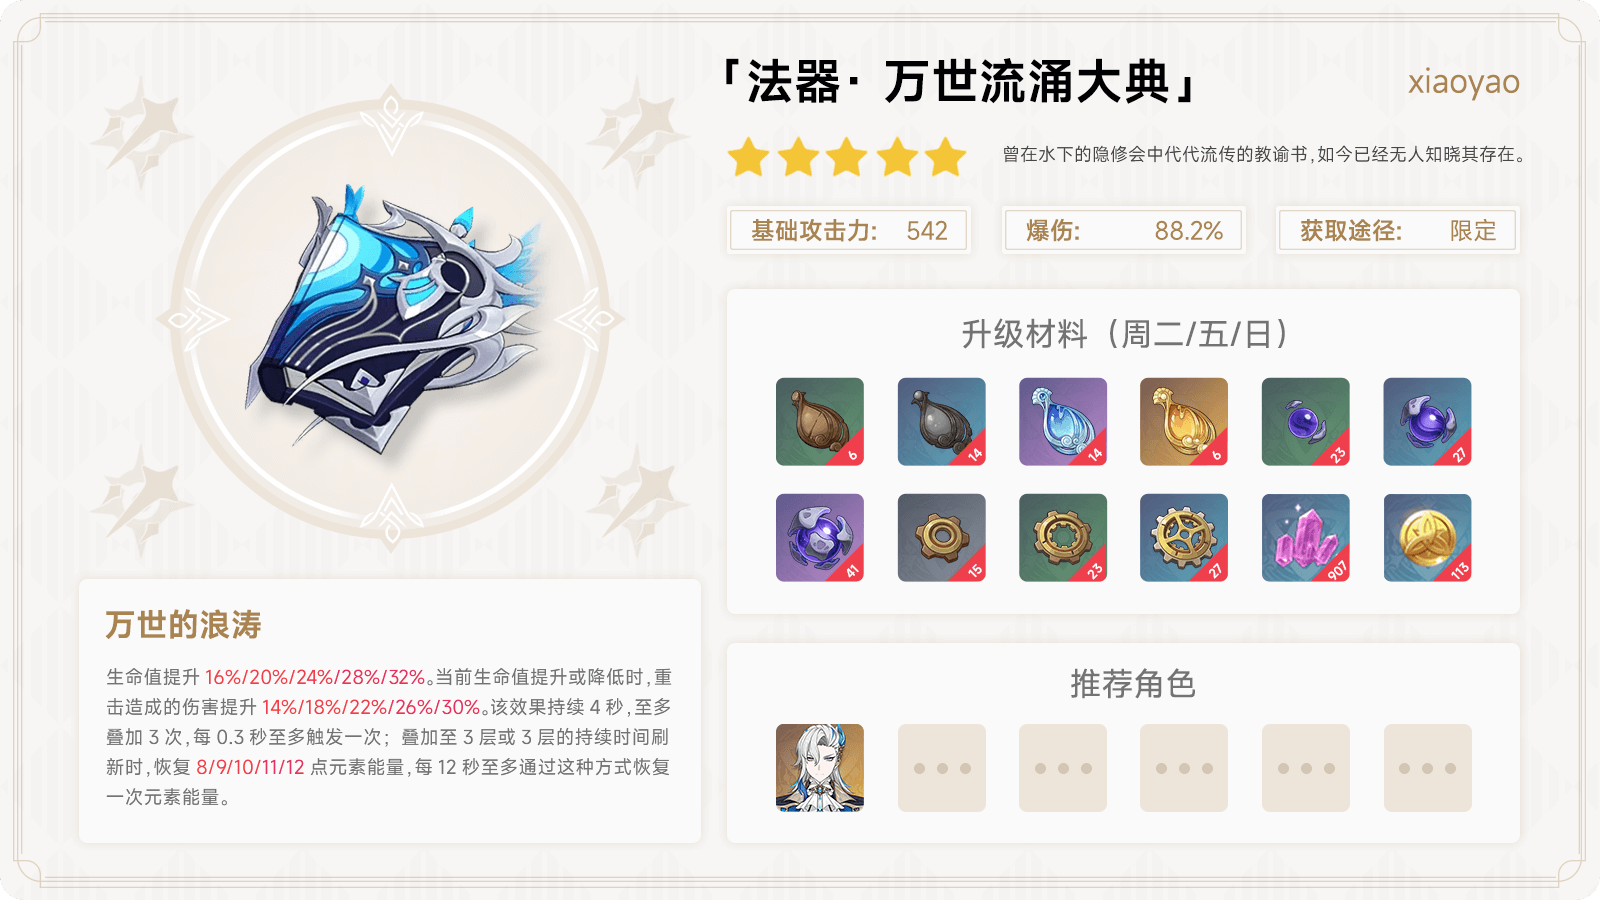 「法器· 万世流涌大典」
xiaoyao
曾在水下的隐修会中代代流传的教谕书,如今已经无人知晓其存在。
基础攻击力: 542
爆伤: 88.2%
获取途径: 限定
升级材料（周二/五/日）
6 14 14 6 23 27
41 15 23 27 907 113
万世的浪涛
生命值提升 16%/20%/24%/28%/32%。当前生命值提升或降低时,重
击造成的伤害提升 14%/18%/22%/26%/30%。该效果持续 4 秒,至多
叠加 3 次,每 0.3 秒至多触发一次；叠加至 3 层或 3 层的持续时间刷
新时,恢复 8/9/10/11/12 点元素能量,每 12 秒至多通过这种方式恢复
一次元素能量。
推荐角色